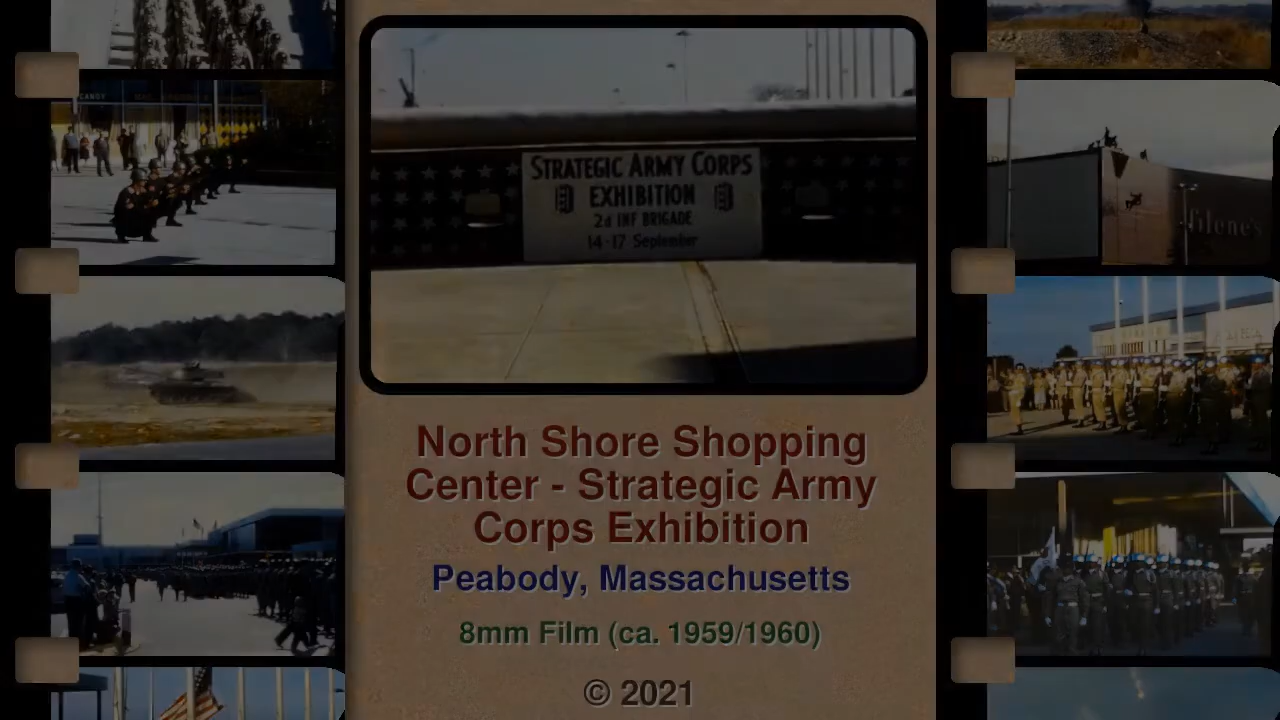 CANDY
STRATEGIC ARMY CORPS
EXHIBITION
2d INF BRIGADE
14-17 September
Filene's
North Shore Shopping
Center - Strategic Army
Corps Exhibition
Peabody, Massachusetts
8mm Film (ca. 1959/1960)
© 2021